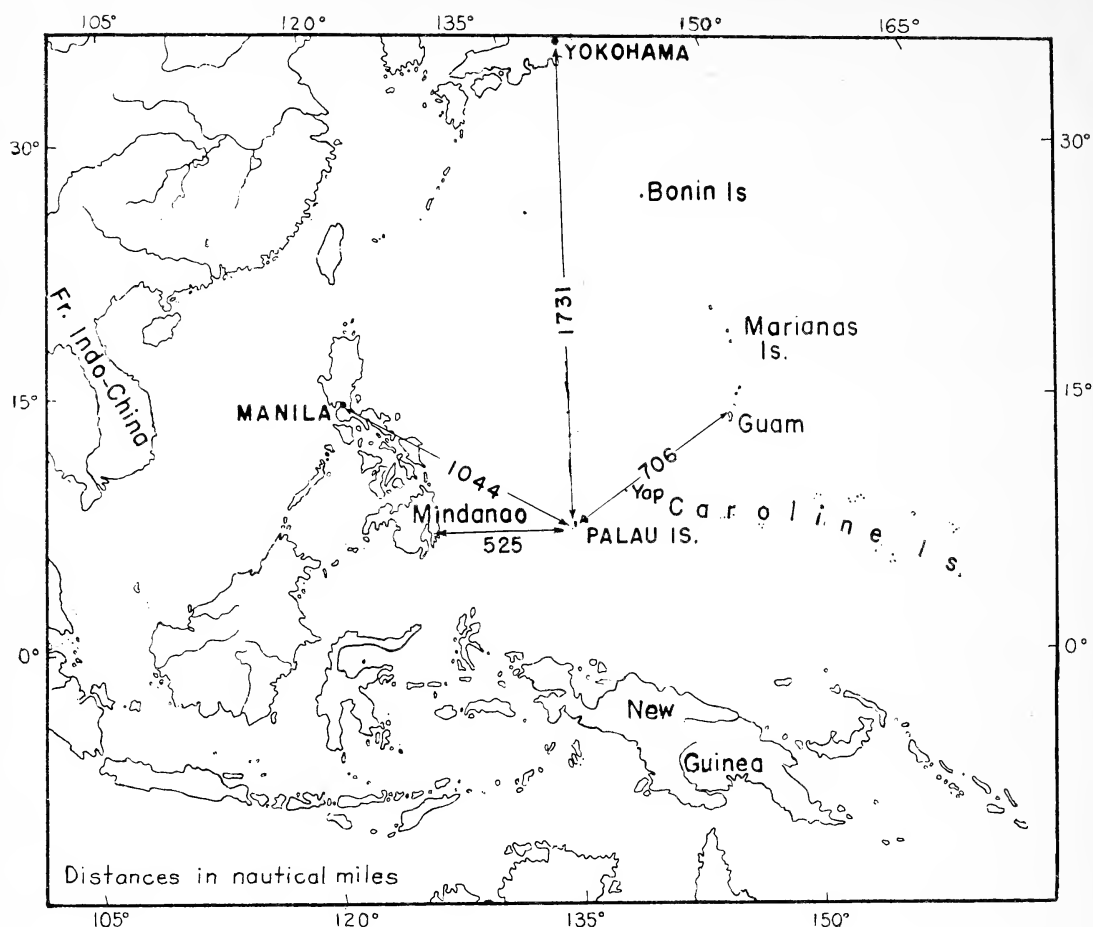 105°
120°
135°
150°
165°
YOKOHAMA
30°
30°
Bonin Is
1731
Fr. Indo-China
Marianas
Is.
15°
15°
MANILA
Guam
1044
706
Yap
Caroline Is.
Mindanao
PALAU IS.
525
0°
0°
New
Guinea
Distances in nautical miles
105°
120°
135°
150°